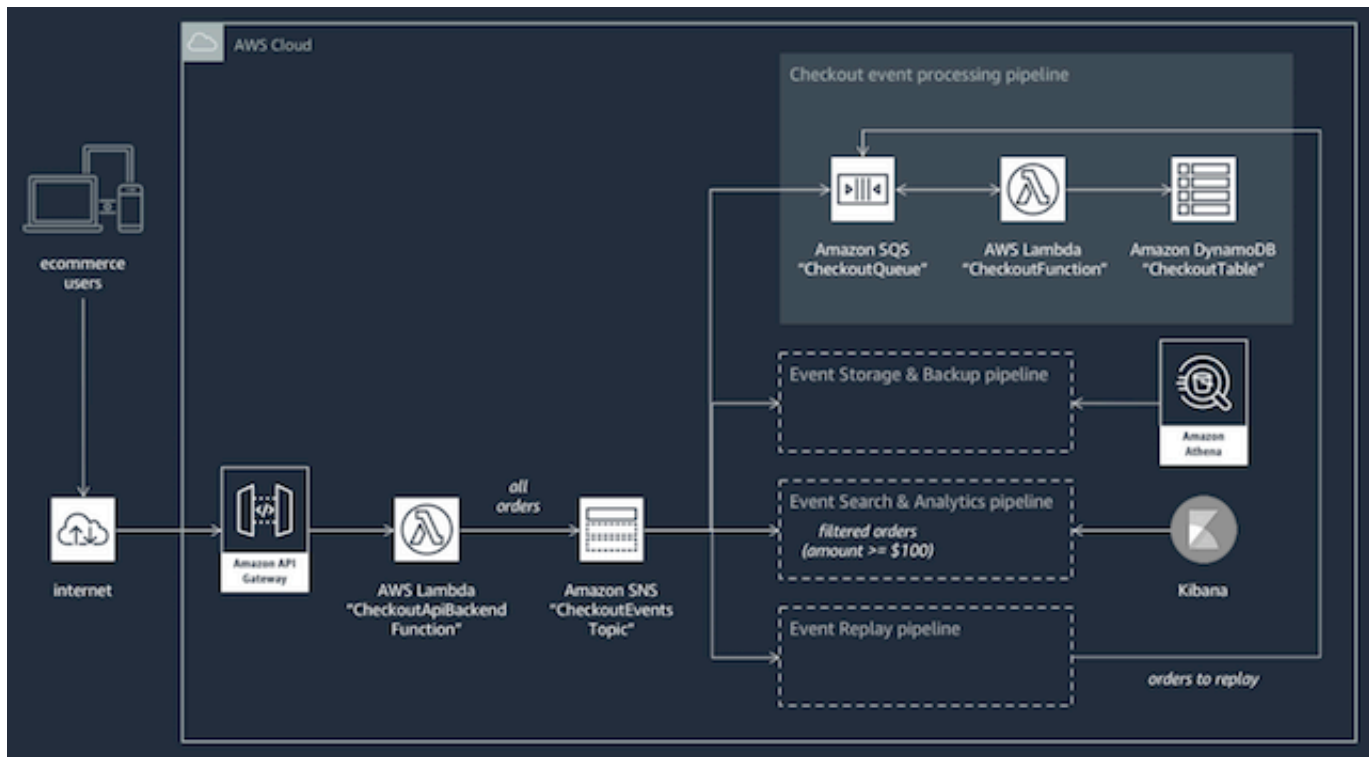 AWS Cloud
Checkout event processing pipeline
Amazon SQS
"CheckoutQueue"
AWS Lambda
"CheckoutFunction"
Amazon DynamoDB
"CheckoutTable"
ecommerce
users
Event Storage & Backup pipeline
Amazon
Athena
internet
Amazon API
Gateway
AWS Lambda
"CheckoutApiBackend
Function"
all
orders
Amazon SNS
"CheckoutEvents
Topic"
Event Search & Analytics pipeline
filtered orders
(amount >= $100)
Kibana
Event Replay pipeline
orders to replay